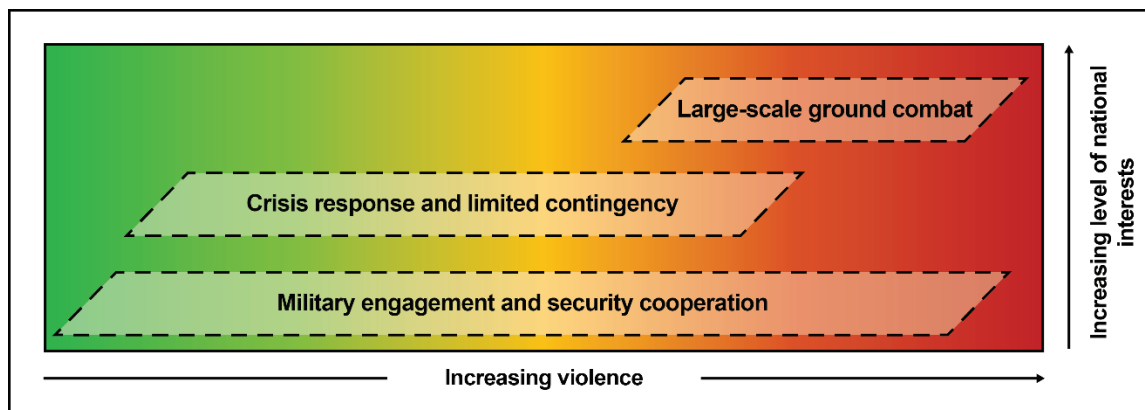 Large-scale ground combat
Crisis response and limited contingency
Military engagement and security cooperation
Increasing violence
Increasing level of national
interests